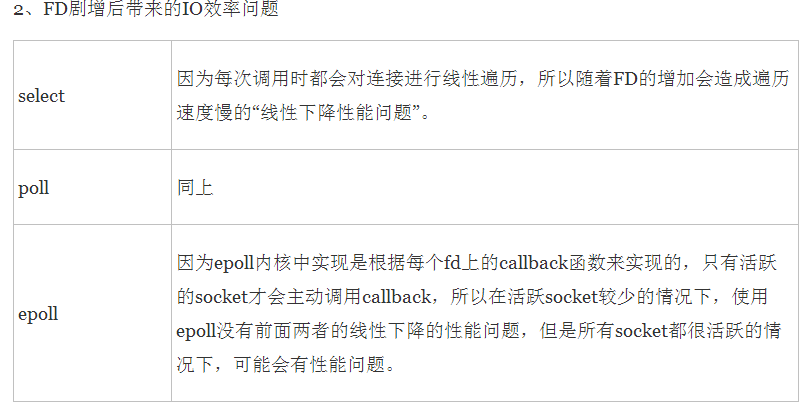 2、FD剧增后带来的IO效率问题
select
因为每次调用时都会对连接进行线性遍历，所以随着FD的增加会造成遍历
速度慢的“线性下降性能问题”。
poll
同上
epoll
因为epoll内核中实现是根据每个fd上的callback函数来实现的，只有活跃
的socket才会主动调用callback，所以在活跃socket较少的情况下，使用
epoll没有前面两者的线性下降的性能问题，但是所有socket都很活跃的情
况下，可能会有性能问题。